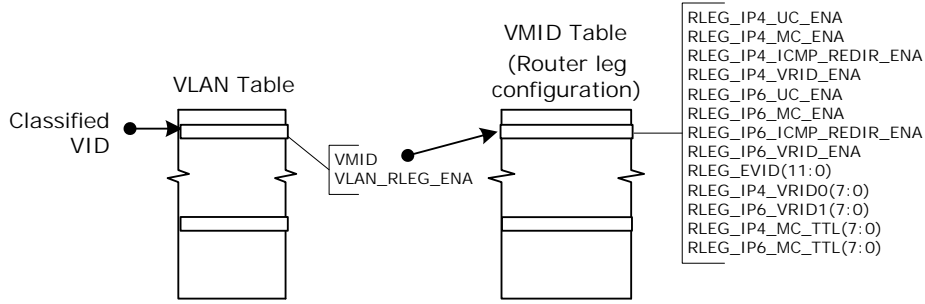 RLEG_IP4_UC_ENA
RLEG_IP4_MC_ENA
RLEG_IP4_ICMP_REDIR_ENA
RLEG_IP4_VRID_ENA
RLEG_IP6_UC_ENA
RLEG_IP6_MC_ENA
RLEG_IP6_ICMP_REDIR_ENA
RLEG_IP6_VRID_ENA
RLEG_EVID(11:0)
RLEG_IP4_VRID0(7:0)
RLEG_IP6_VRID1(7:0)
RLEG_IP4_MC_TTL(7:0)
RLEG_IP6_MC_TTL(7:0)
VMID Table
(Router leg
configuration)
VLAN Table
Classified
VID
VMID
VLAN_RLEG_ENA